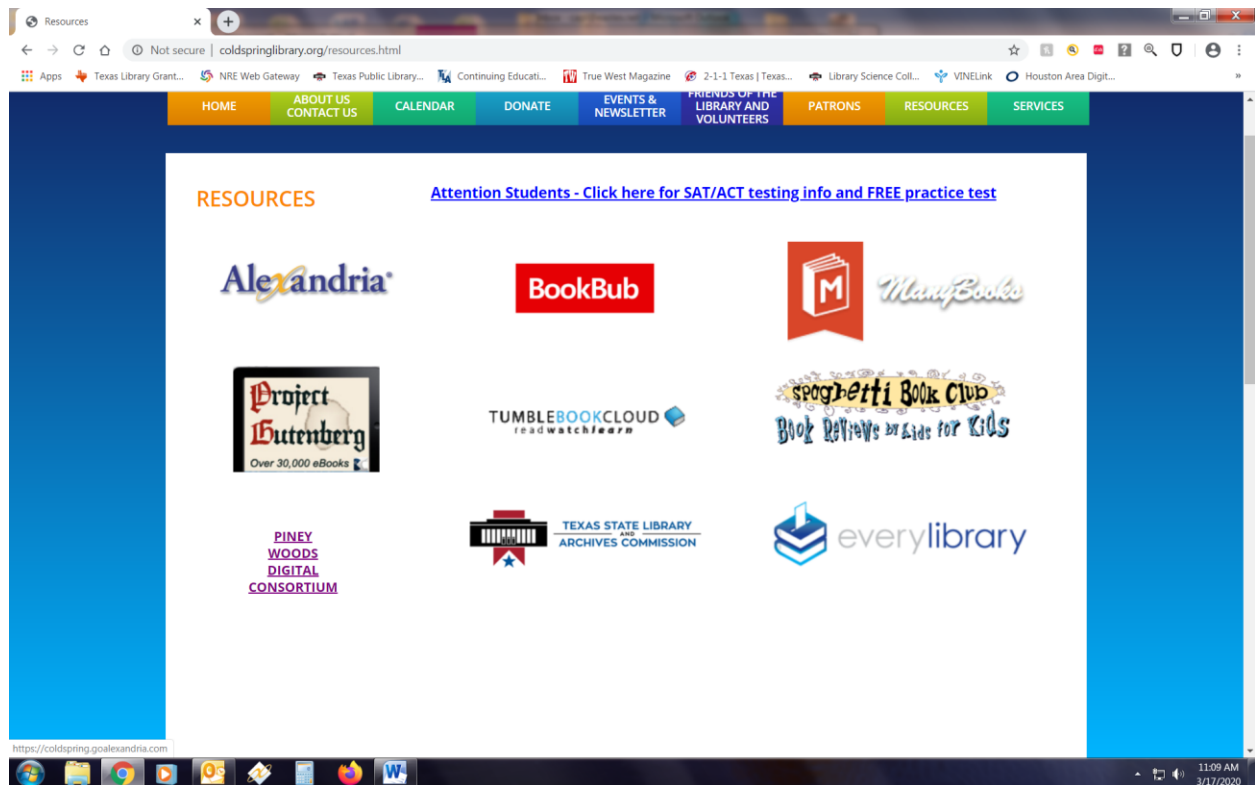 Resources
Not secure | coldspringlibrary.org/resources.html
Apps Texas Library Grant... NRE Web Gateway Texas Public Library... Continuing Educati... True West Magazine 2-1-1 Texas | Texas... Library Science Coll... VINELink Houston Area Digit... »
HOME
ABOUT US
CONTACT US
CALENDAR
DONATE
EVENTS &
NEWSLETTER
FRIENDS OF THE
LIBRARY AND
VOLUNTEERS
PATRONS
RESOURCES
SERVICES
RESOURCES
Attention Students - Click here for SAT/ACT testing info and FREE practice test
Alexandria
BookBub
M
ManyBooks
Project
Gutenberg
Over 30,000 eBooks
TUMBLEBOOKCLOUD
readwatchlearn
Spaghetti Book Club
Book Reviews by Kids for Kids
PINEY
WOODS
DIGITAL
CONSORTIUM
TEXAS STATE LIBRARY
AND
ARCHIVES COMMISSION
everylibrary
https://coldspring.goalexandria.com
11:09 AM
3/17/2020